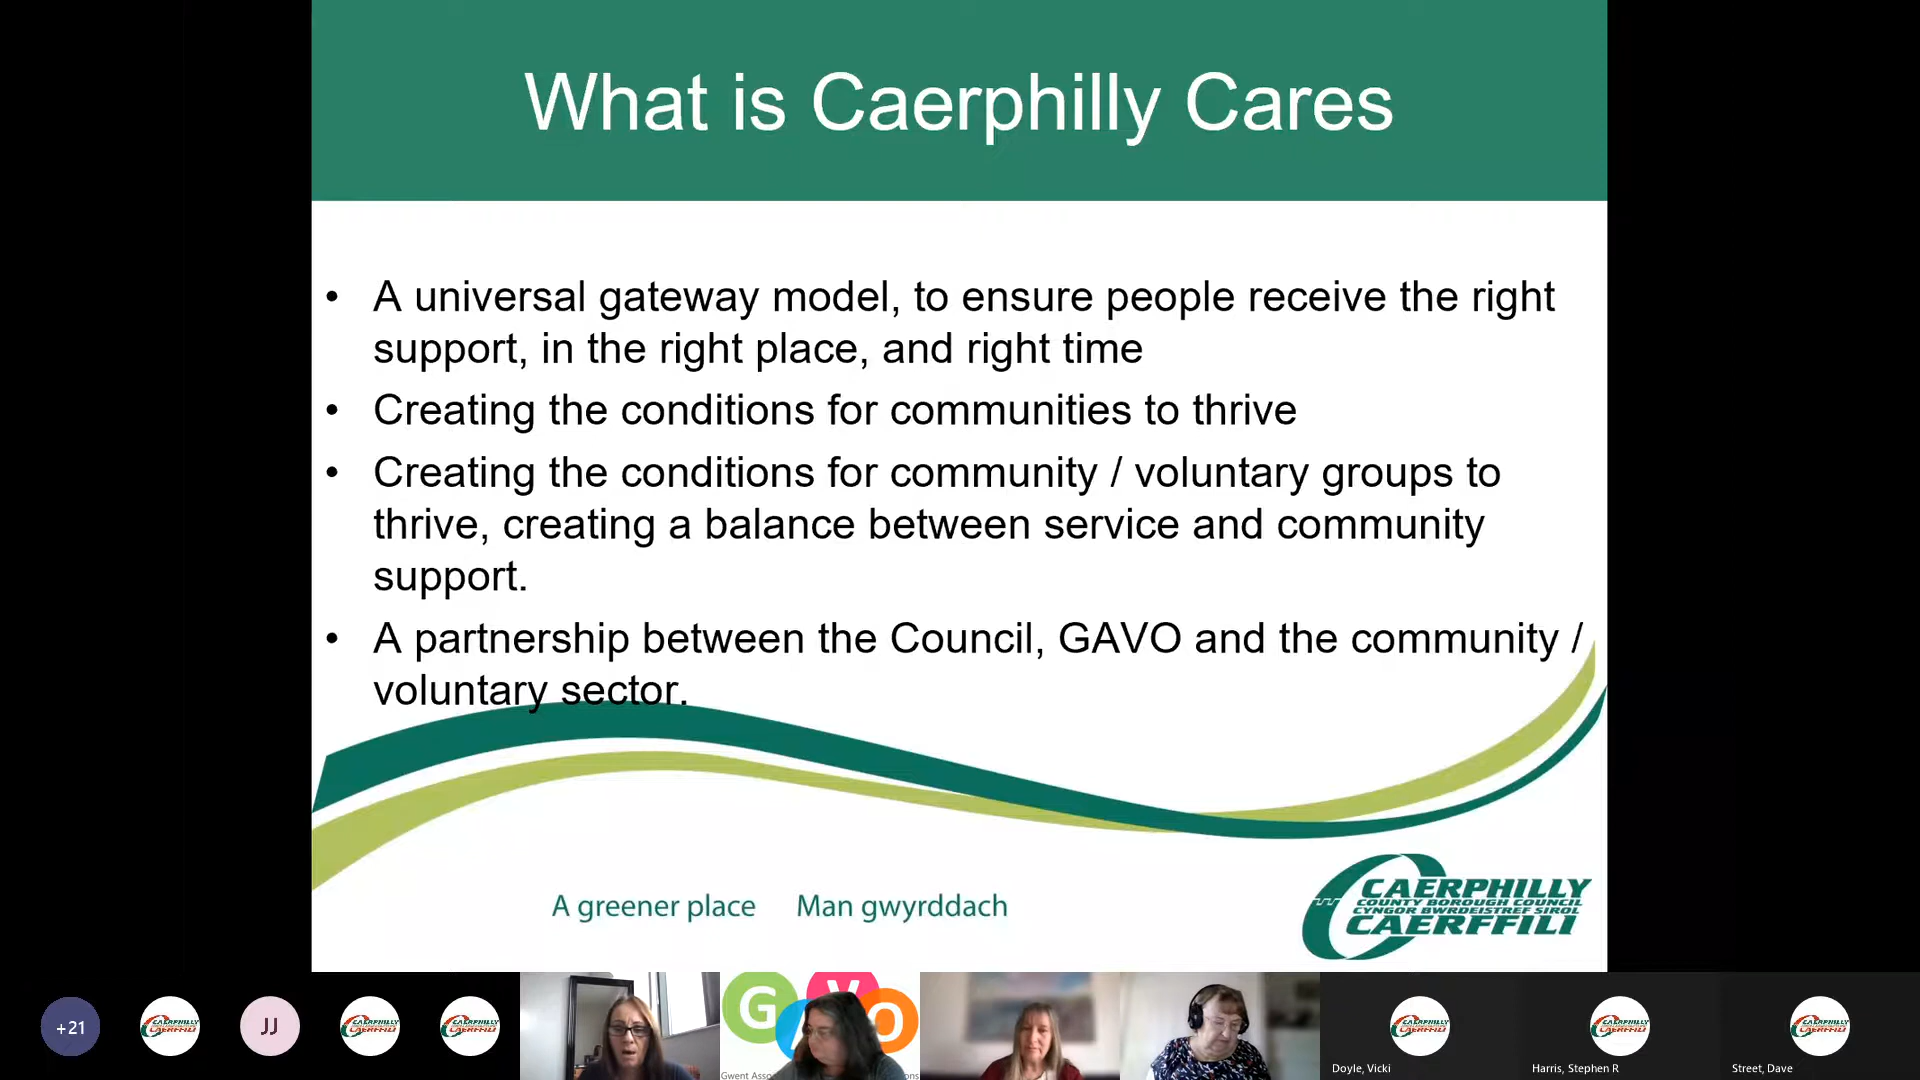 What is Caerphilly Cares
• A universal gateway model, to ensure people receive the right
support, in the right place, and right time
• Creating the conditions for communities to thrive
• Creating the conditions for community / voluntary groups to
thrive, creating a balance between service and community
support.
• A partnership between the Council, GAVO and the community /
voluntary sector.
A greener place Man gwyrddach
CAERPHILLY
COUNTY BOROUGH COUNCIL
CYNGOR BWRDEISTREF SIROL
CAERFFILI
+21
JJ
G V O
Gwent
Doyle, Vicki
Harris, Stephen R
Street, Dave